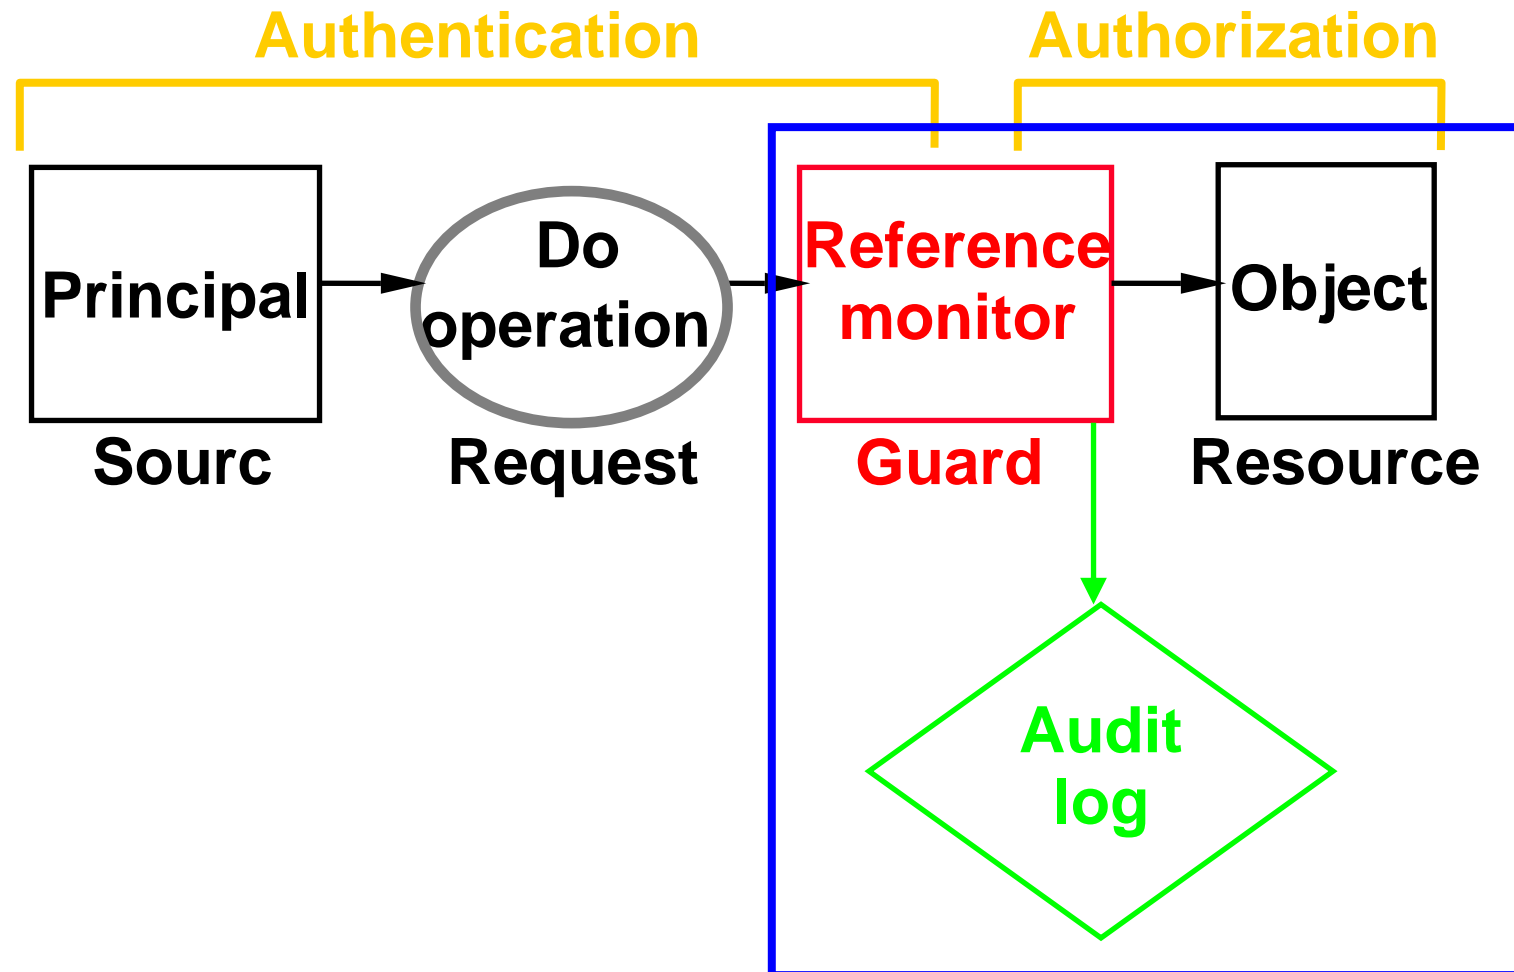 Authentication
Authorization
Principal
Do
operation
Reference
monitor
Object
Sourc
Request
Guard
Resource
Audit
log